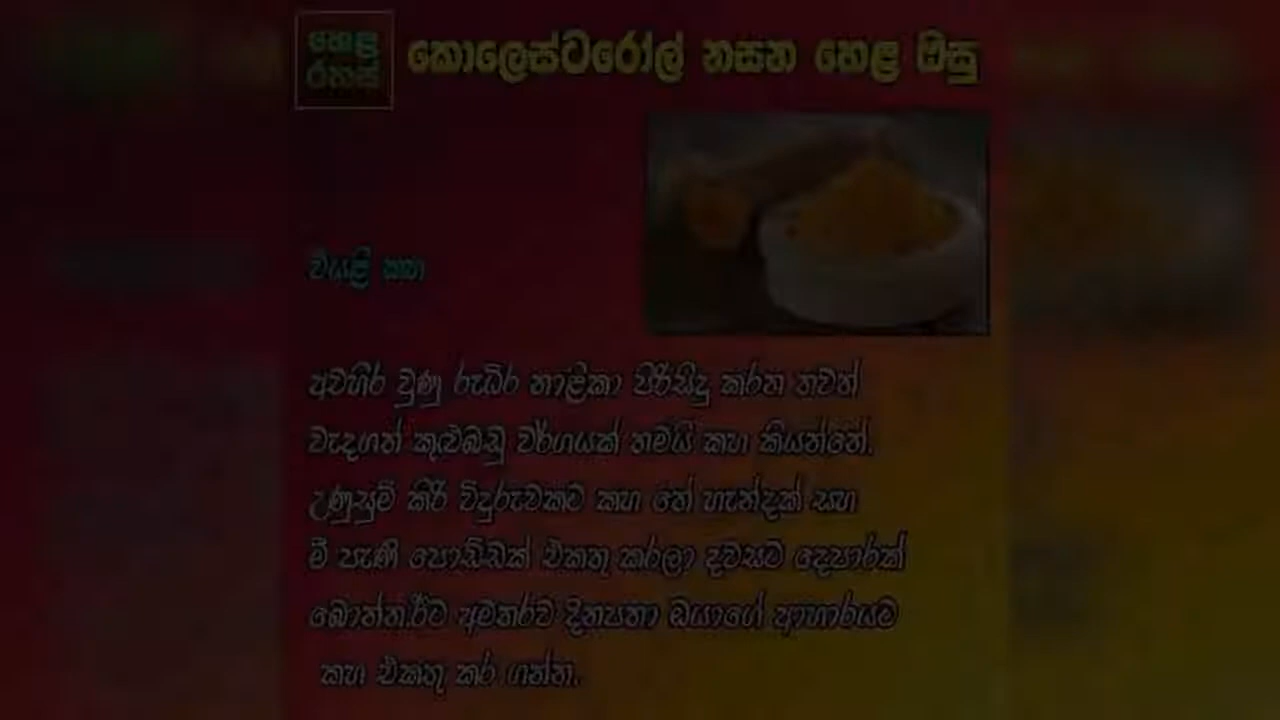 හෙළ
රහස්
කොලෙස්ටරෝල් නසන හෙළ ඔසු
වියළි කහ
අවහිර වුණු රුධිර නාළිකා පිරිසිදු කරන තවත්
වැදගත් කුළුබඩු වර්ගයක් තමයි කහ කියන්නේ.
උණුසුම් කිරි වීදුරුවකට කහ තේ හැන්දක් සහ
මී පැණි පොඩ්ඩක් එකතු කරලා දවසට දෙපාරක්
බොන්න.ඊට අමතරව දිනපතා ඔයාගේ ආහාරයට
කහ එකතු කර ගන්න.